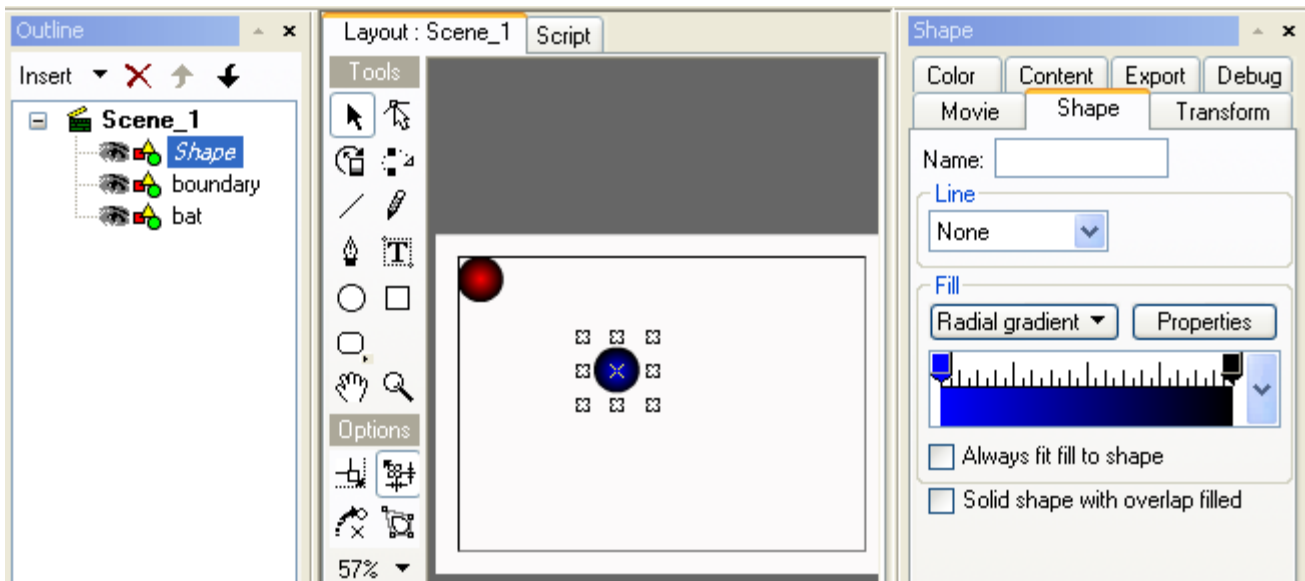 Outline
Insert
Scene_1
Shape
boundary
bat
Layout : Scene_1
Script
Tools
T
Options
57%
Shape
Color
Content
Export
Debug
Movie
Shape
Transform
Name:
Line
None
Fill
Radial gradient
Properties
Always fit fill to shape
Solid shape with overlap filled